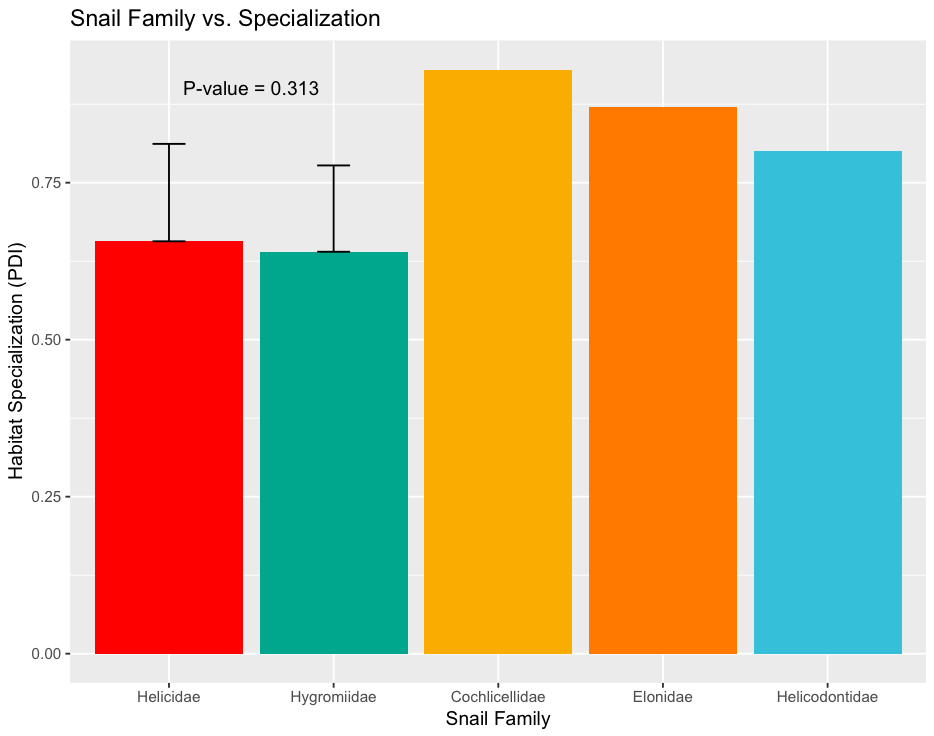 Snail Family vs. Specialization
P-value = 0.313
Habitat Specialization (PDI)
0.75
0.50
0.25
0.00
Helicidae Hygromiidae Cochlicellidae Elonidae Helicodontidae
Snail Family